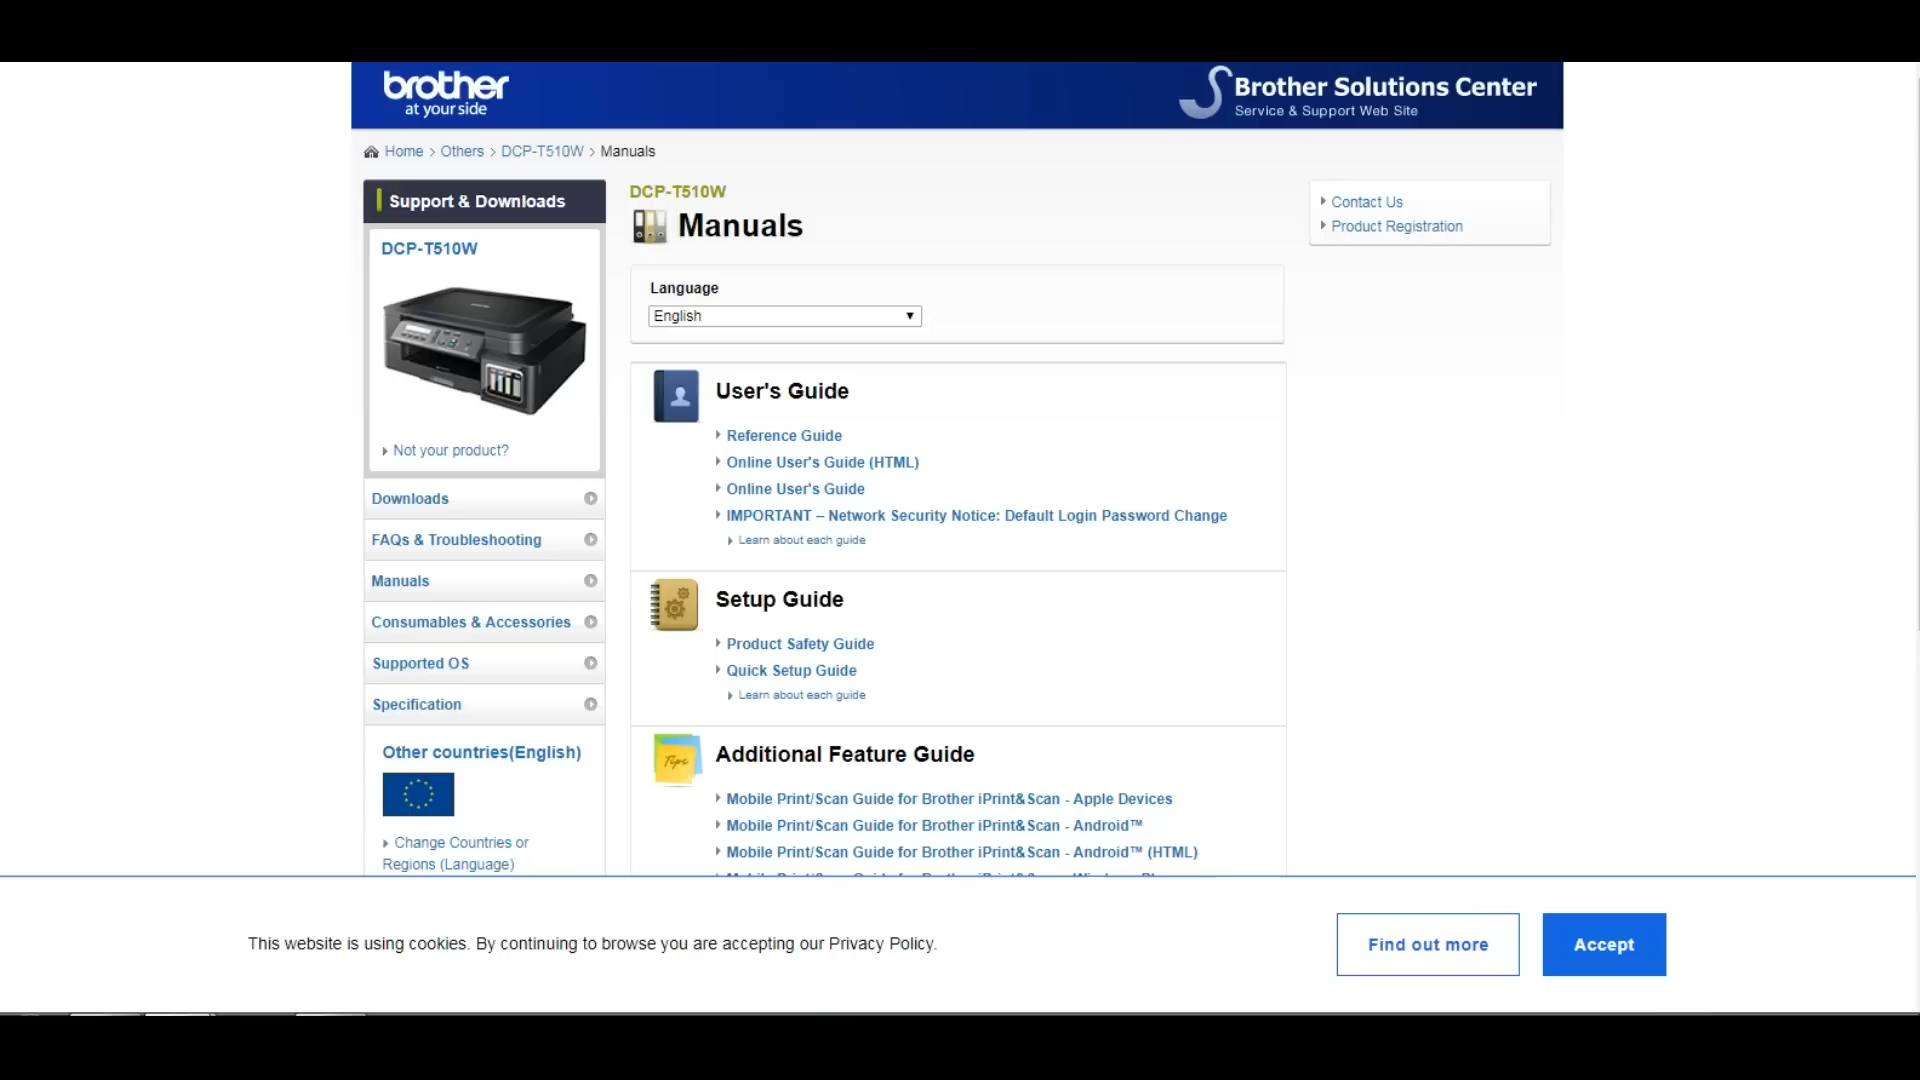 brother
at your side
Brother Solutions Center
Service & Support Web Site
Home > Others > DCP-T510W > Manuals
Support & Downloads
DCP-T510W
Not your product?
Downloads
FAQs & Troubleshooting
Manuals
Consumables & Accessories
Supported OS
Specification
Other countries(English)
Change Countries or
Regions (Language)
DCP-T510W
Manuals
Language
English
User's Guide
Reference Guide
Online User's Guide (HTML)
Online User's Guide
IMPORTANT – Network Security Notice: Default Login Password Change
Learn about each guide
Setup Guide
Product Safety Guide
Quick Setup Guide
Learn about each guide
Tips
Additional Feature Guide
Mobile Print/Scan Guide for Brother iPrint&Scan - Apple Devices
Mobile Print/Scan Guide for Brother iPrint&Scan - Android™
Mobile Print/Scan Guide for Brother iPrint&Scan - Android™ (HTML)
Contact Us
Product Registration
This website is using cookies. By continuing to browse you are accepting our Privacy Policy.
Find out more
Accept